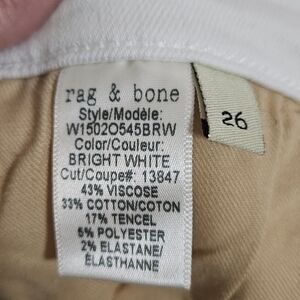 rag & bone
Style/Modèle:
W1502O545BRW
Color/Couleur:
BRIGHT WHITE
Cut/Coupe#: 13847
43% VISCOSE
33% COTTON/COTON
17% TENCEL
5% POLYESTER
2% ELASTANE/
ÉLASTHANNE
26